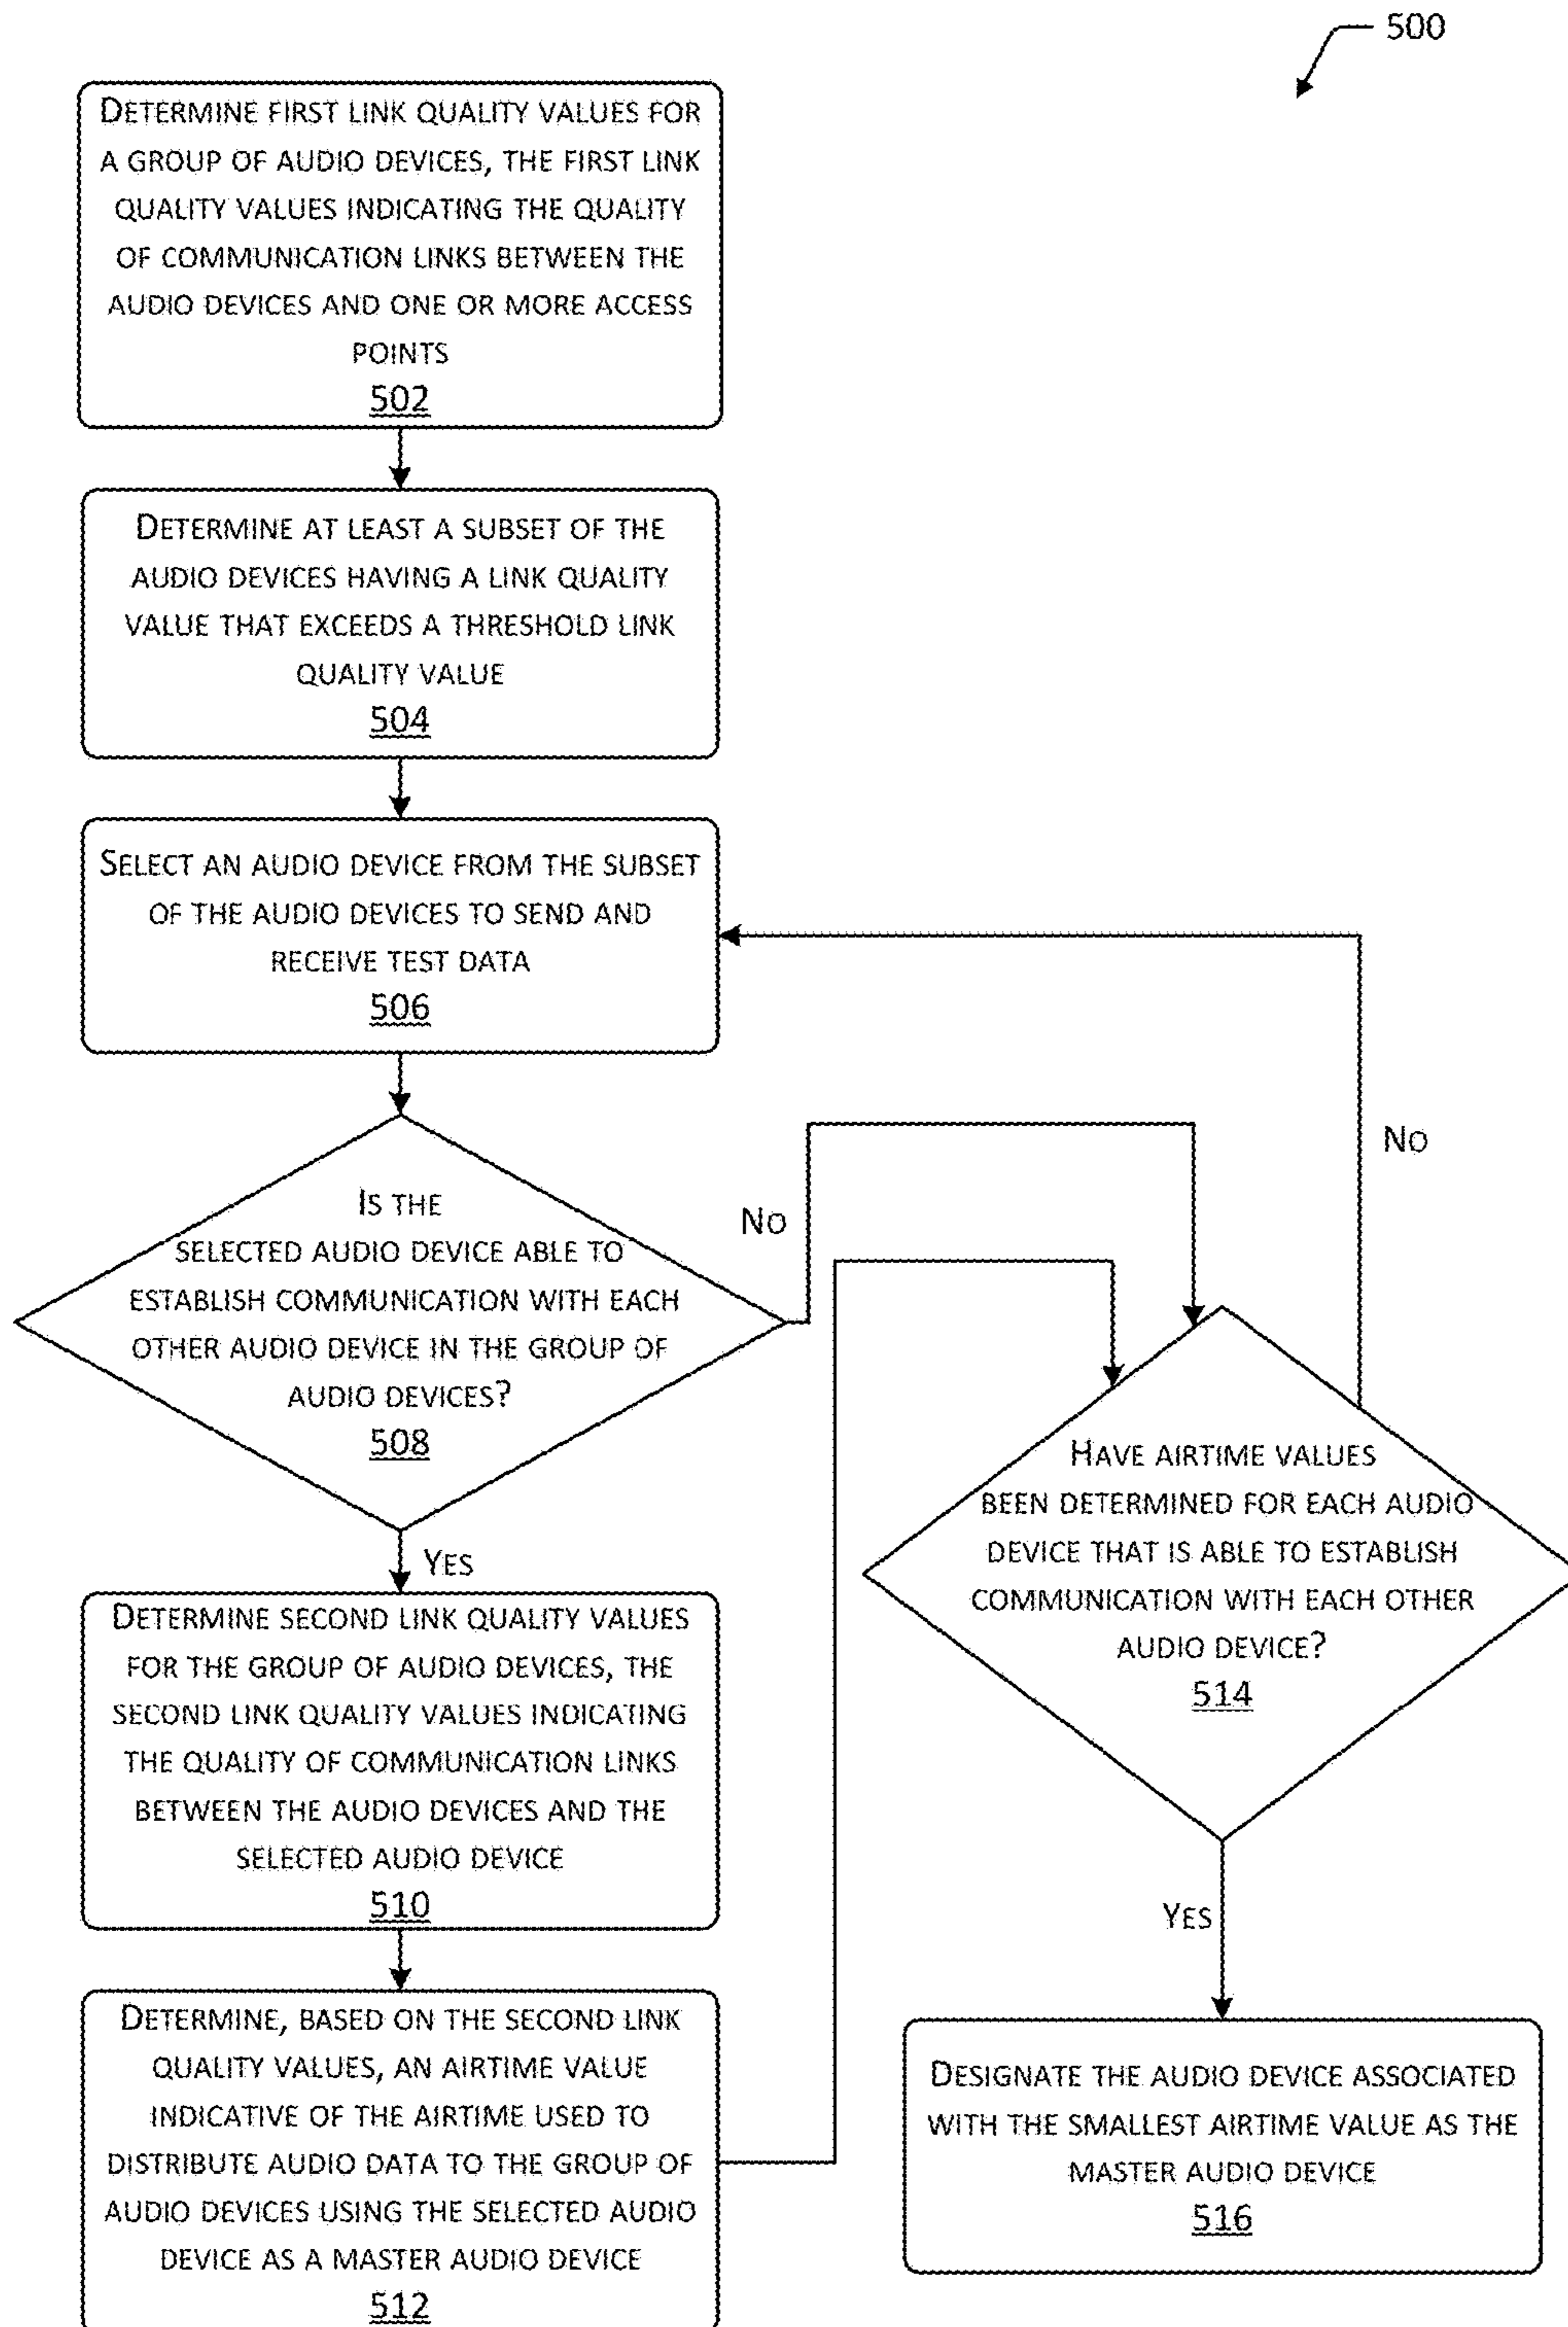 500
DETERMINE FIRST LINK QUALITY VALUES FOR
A GROUP OF AUDIO DEVICES, THE FIRST LINK
QUALITY VALUES INDICATING THE QUALITY
OF COMMUNICATION LINKS BETWEEN THE
AUDIO DEVICES AND ONE OR MORE ACCESS
POINTS
502
DETERMINE AT LEAST A SUBSET OF THE
AUDIO DEVICES HAVING A LINK QUALITY
VALUE THAT EXCEEDS A THRESHOLD LINK
QUALITY VALUE
504
SELECT AN AUDIO DEVICE FROM THE SUBSET
OF THE AUDIO DEVICES TO SEND AND
RECEIVE TEST DATA
506
IS THE
SELECTED AUDIO DEVICE ABLE TO
ESTABLISH COMMUNICATION WITH EACH
OTHER AUDIO DEVICE IN THE GROUP OF
AUDIO DEVICES?
508
NO
YES
DETERMINE SECOND LINK QUALITY VALUES
FOR THE GROUP OF AUDIO DEVICES, THE
SECOND LINK QUALITY VALUES INDICATING
THE QUALITY OF COMMUNICATION LINKS
BETWEEN THE AUDIO DEVICES AND THE
SELECTED AUDIO DEVICE
510
DETERMINE, BASED ON THE SECOND LINK
QUALITY VALUES, AN AIRTIME VALUE
INDICATIVE OF THE AIRTIME USED TO
DISTRIBUTE AUDIO DATA TO THE GROUP OF
AUDIO DEVICES USING THE SELECTED AUDIO
DEVICE AS A MASTER AUDIO DEVICE
512
NO
HAVE AIRTIME VALUES
BEEN DETERMINED FOR EACH AUDIO
DEVICE THAT IS ABLE TO ESTABLISH
COMMUNICATION WITH EACH OTHER
AUDIO DEVICE?
514
YES
DESIGNATE THE AUDIO DEVICE ASSOCIATED
WITH THE SMALLEST AIRTIME VALUE AS THE
MASTER AUDIO DEVICE
516